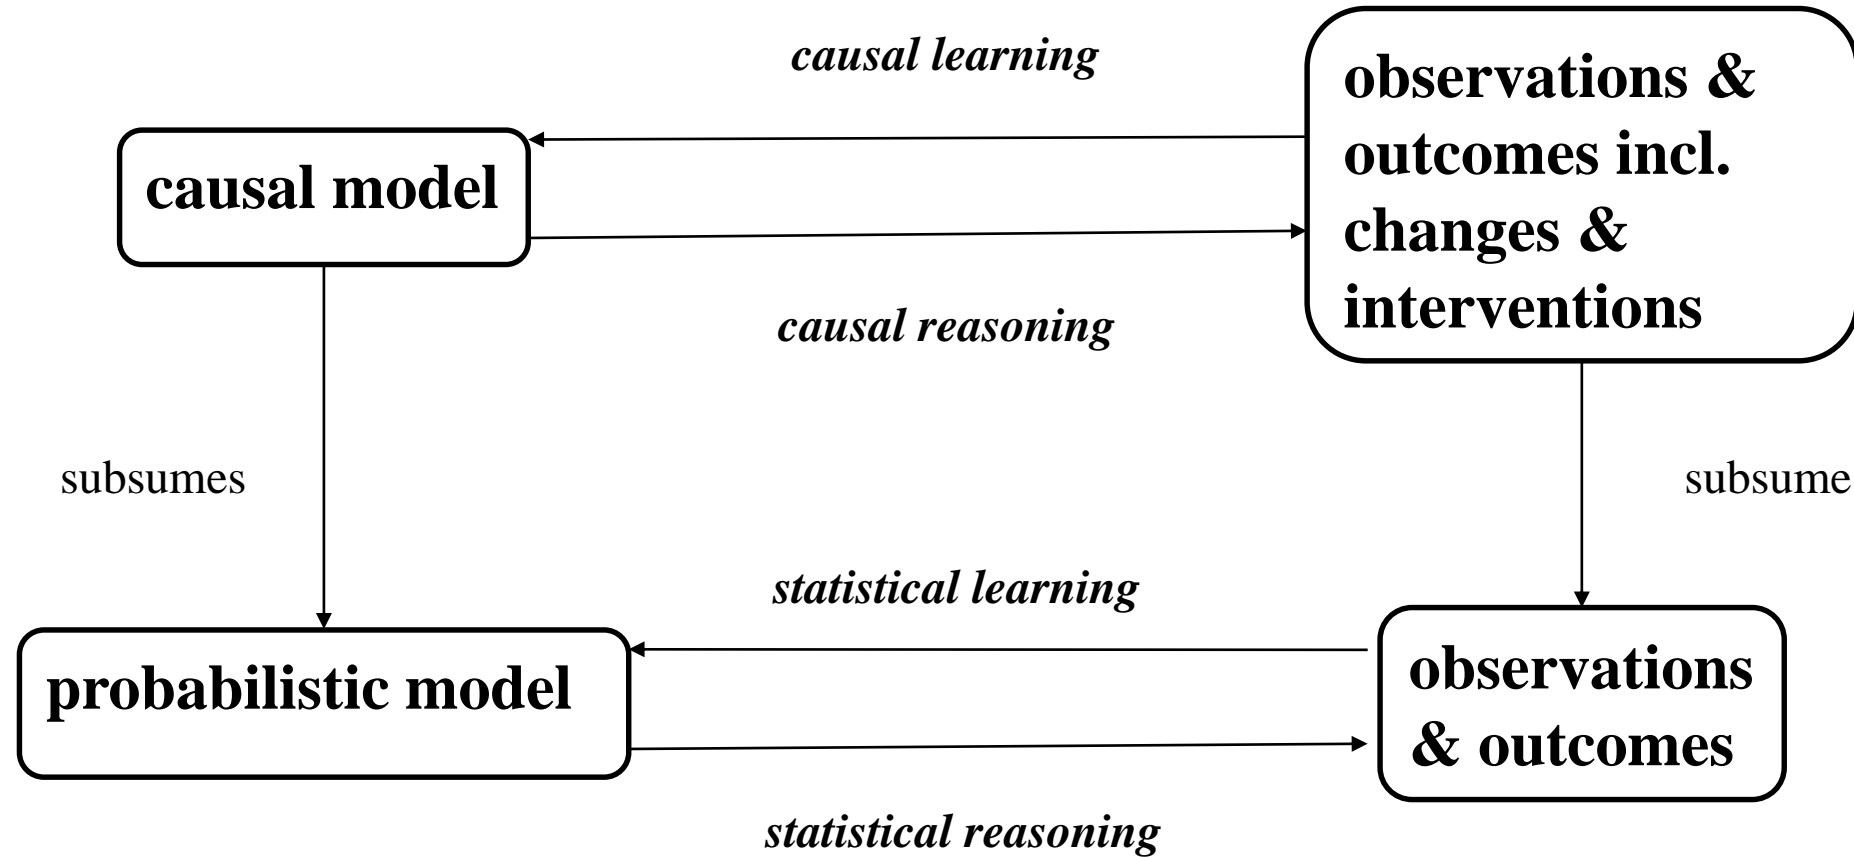 causal learning
observations &
outcomes incl.
changes &
interventions
causal model
causal reasoning
subsumes
subsume
statistical learning
probabilistic model
observations
& outcomes
statistical reasoning